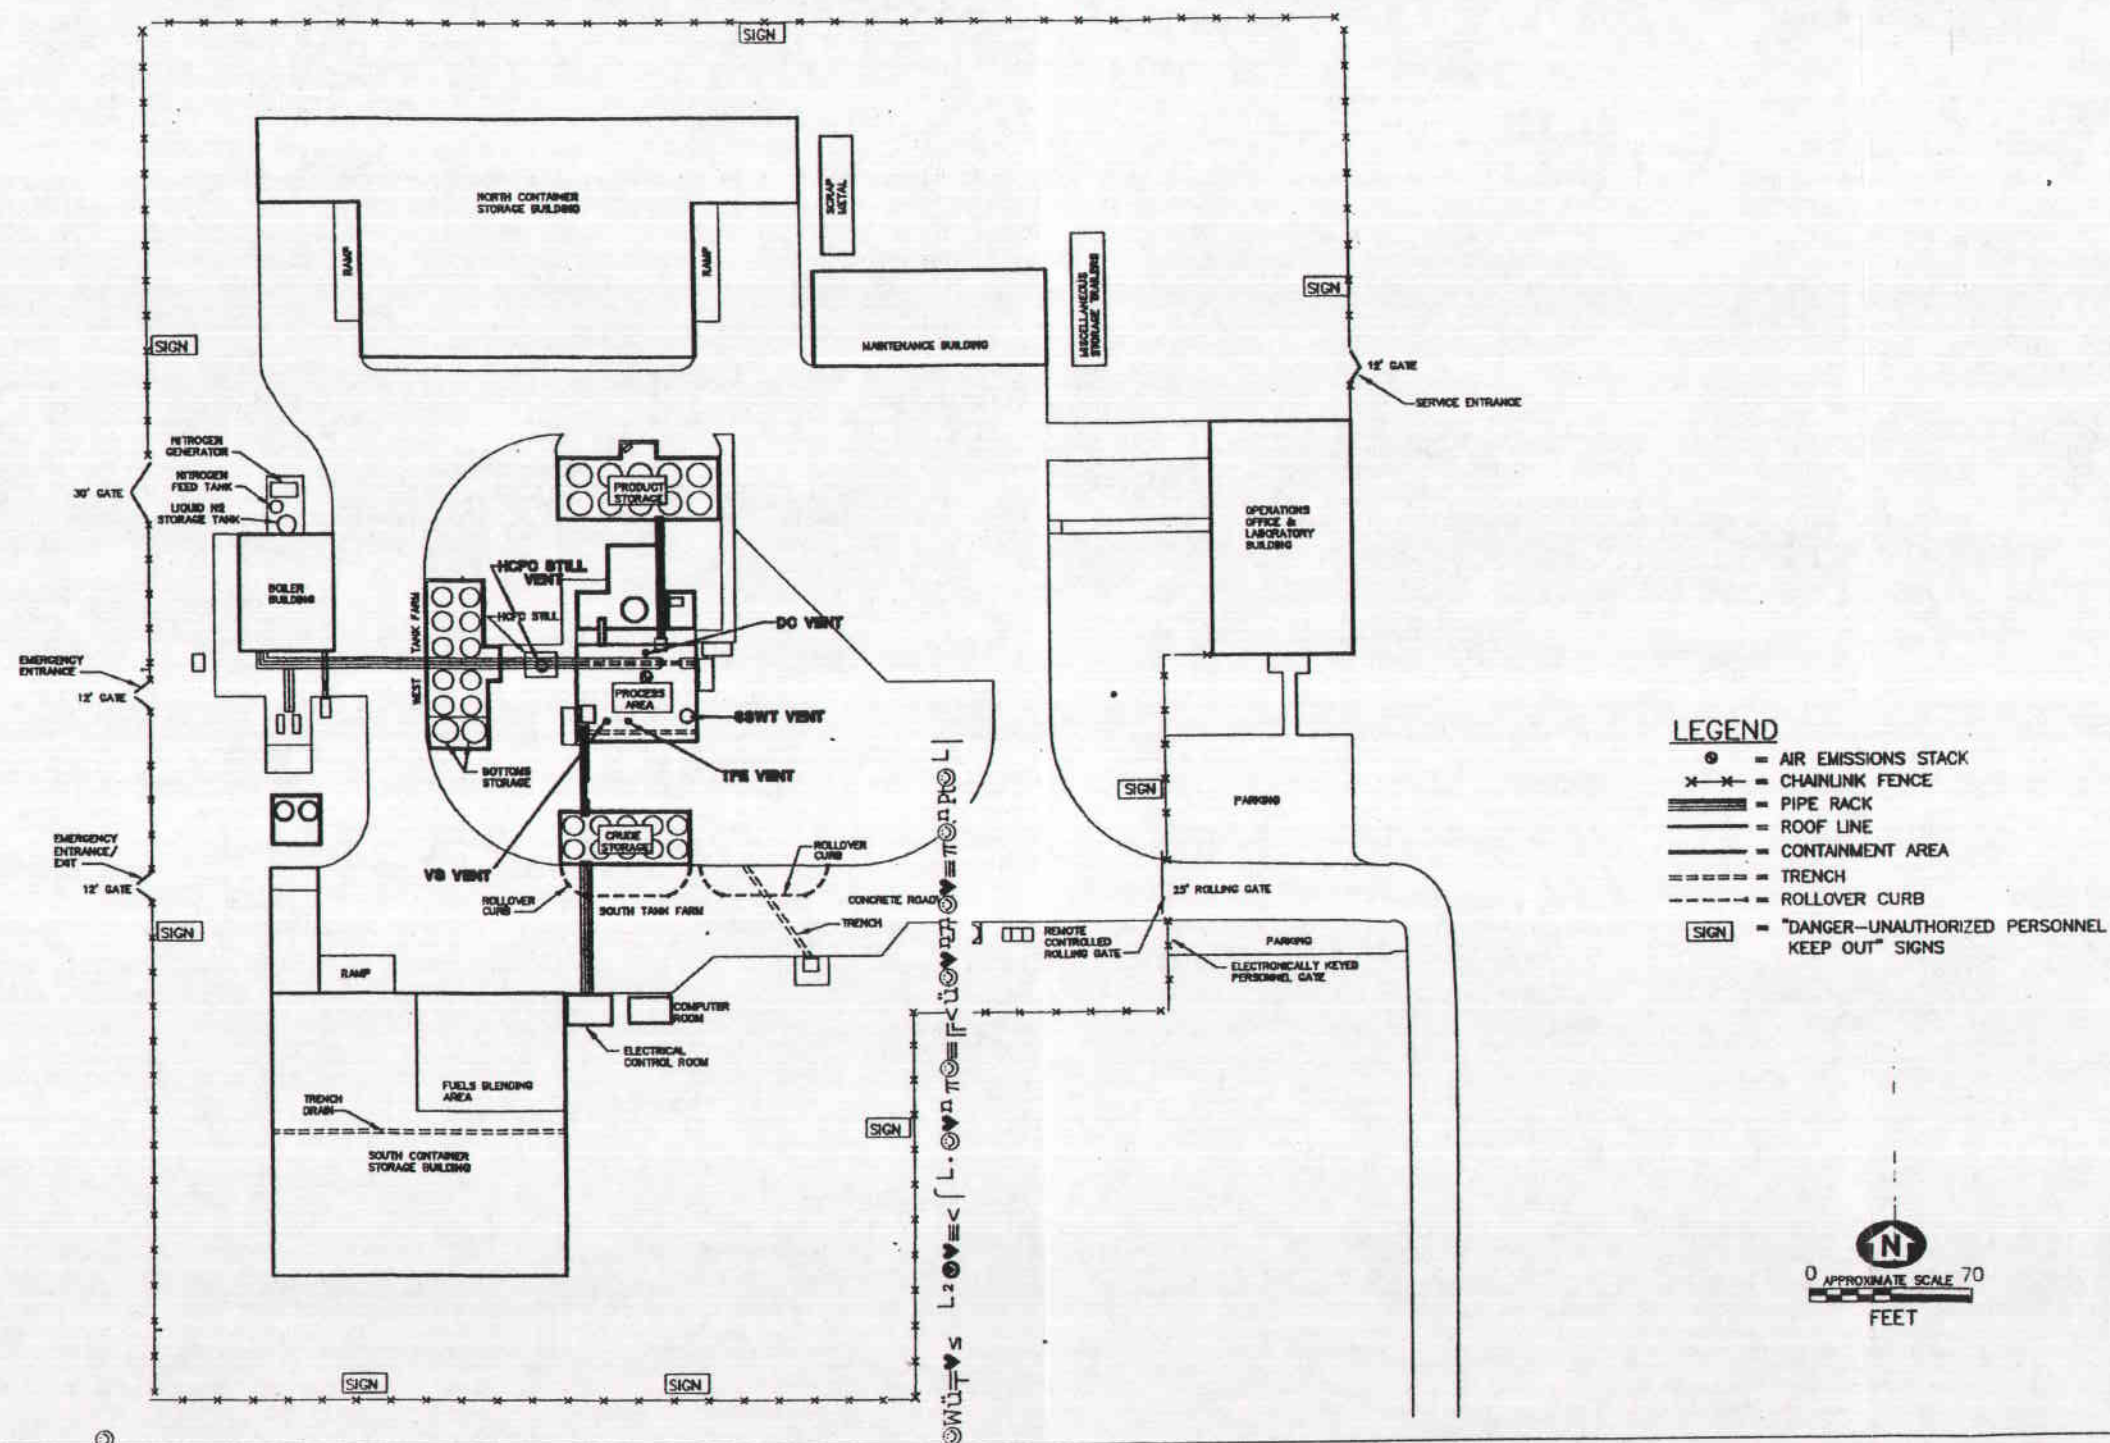 SIGN
NORTH CONTAINER
STORAGE BUILDING
SCRAP
METAL
RAMP
RAMP
MISCELLANEOUS
STORAGE TRAILERS
SIGN
SIGN
MAINTENANCE BUILDING
12' GATE
SERVICE ENTRANCE
NITROGEN
GENERATOR
NITROGEN
FEED TANK
30' GATE
LIQUID N2
STORAGE TANK
PRODUCT
STORAGE
OPERATIONS
OFFICE &
LABORATORY
BUILDING
HCFC STILL
VENT
BOILER
BUILDING
WEST TANK FARM
HCFC STILL
DC VENT
EMERGENCY
ENTRANCE
12' GATE
PROCESS
AREA
SSWT VENT
TFE VENT
BOTTOMS
STORAGE
SIGN
PARKING
CRUDE
STORAGE
ROLLOVER
CURB
EMERGENCY
ENTRANCE/
EXIT
12' GATE
VS VENT
ROLLOVER
CURB
SOUTH TANK FARM
CONCRETE ROAD
TRENCH
25' ROLLING GATE
SIGN
REMOTE
CONTROLLED
ROLLING GATE
PARKING
ELECTRONICALLY KEYED
PERSONNEL GATE
RAMP
COMPUTER
ROOM
ELECTRICAL
CONTROL ROOM
FUELS BLENDING
AREA
TRENCH
DRAIN
SIGN
SOUTH CONTAINER
STORAGE BUILDING
SIGN
SIGN
LEGEND
= AIR EMISSIONS STACK
= CHAINLINK FENCE
= PIPE RACK
= ROOF LINE
= CONTAINMENT AREA
= TRENCH
= ROLLOVER CURB
SIGN = "DANGER-UNAUTHORIZED PERSONNEL
KEEP OUT" SIGNS
N
0 APPROXIMATE SCALE 70
FEET